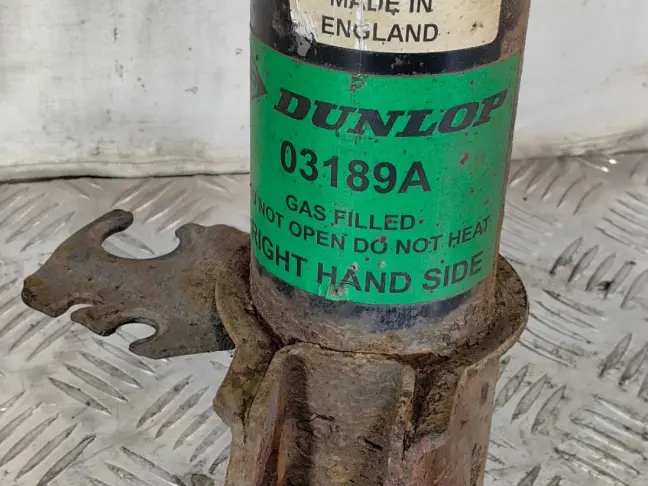 MADE IN
ENGLAND
DUNLOP
03189A
GAS FILLED
NOT OPEN DO NOT HEAT
RIGHT HAND SIDE